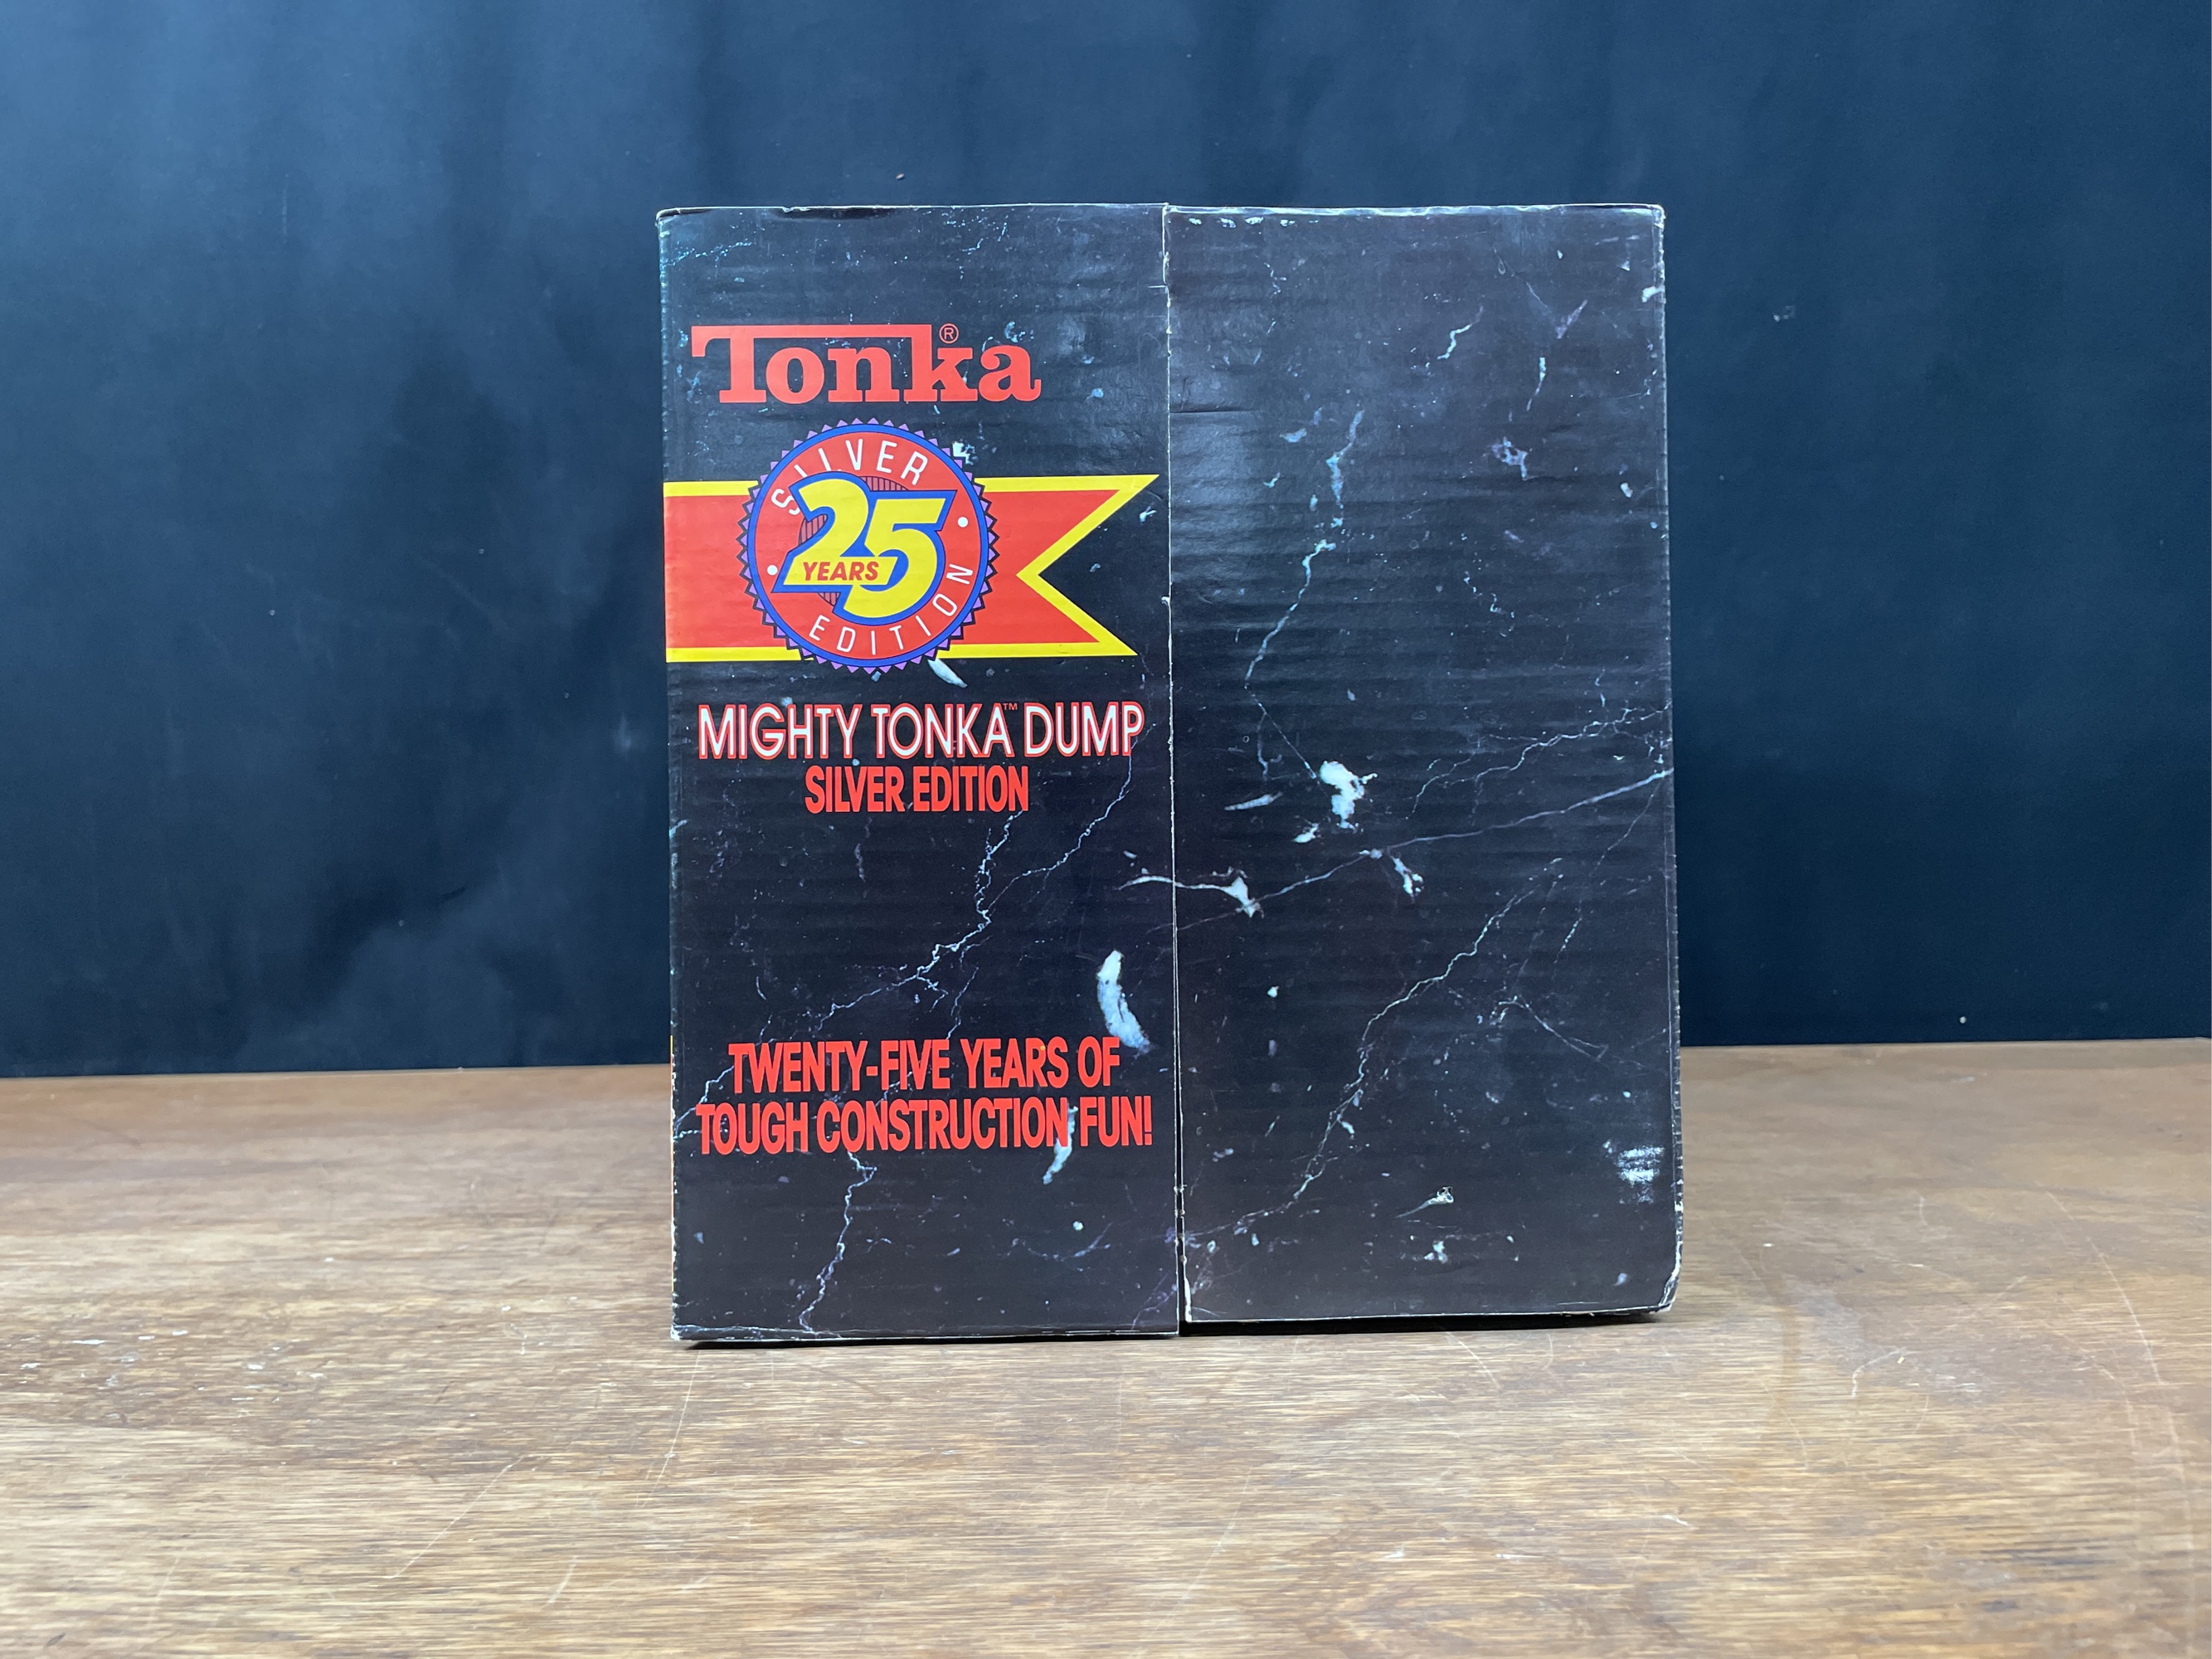 Tonka®
SILVER
25
YEARS
EDITION
MIGHTY TONKA™ DUMP
SILVER EDITION
TWENTY-FIVE YEARS OF
TOUGH CONSTRUCTION FUN!